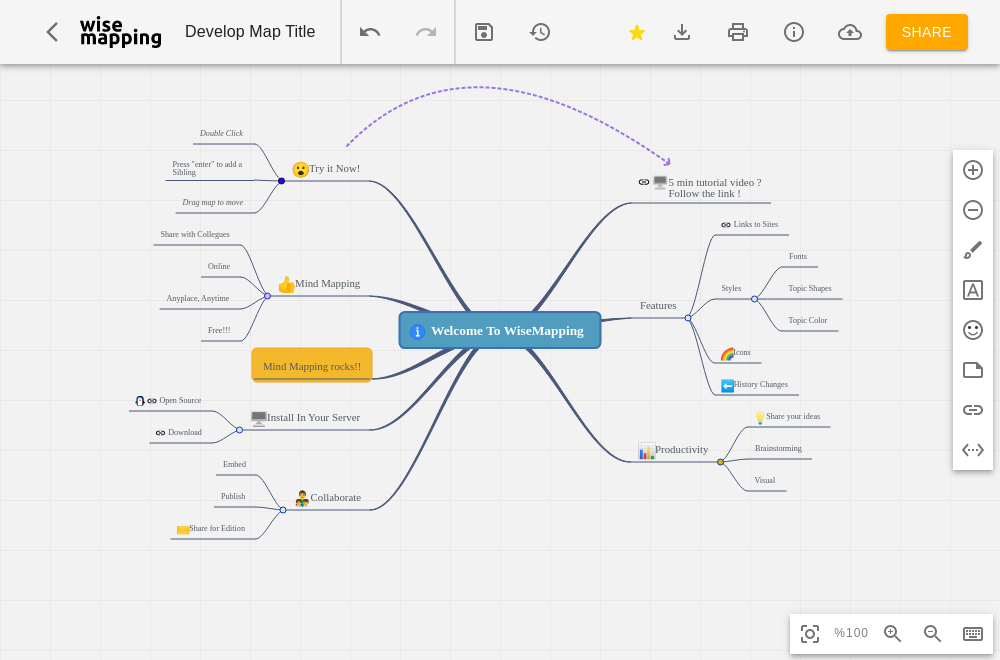 wise
mapping
Develop Map Title
SHARE
Double Click
Press "enter" to add a
Sibling
Drag map to move
Try it Now!
Share with Collegues
Online
Anyplace, Anytime
Free!!!
Mind Mapping
Mind Mapping rocks!!
Open Source
Download
Install In Your Server
Embed
Publish
Share for Edition
Collaborate
Welcome To WiseMapping
5 min tutorial video ?
Follow the link !
Features
Links to Sites
Styles
Fonts
Topic Shapes
Topic Color
Icons
History Changes
Productivity
Share your ideas
Brainstorming
Visual
A
%100